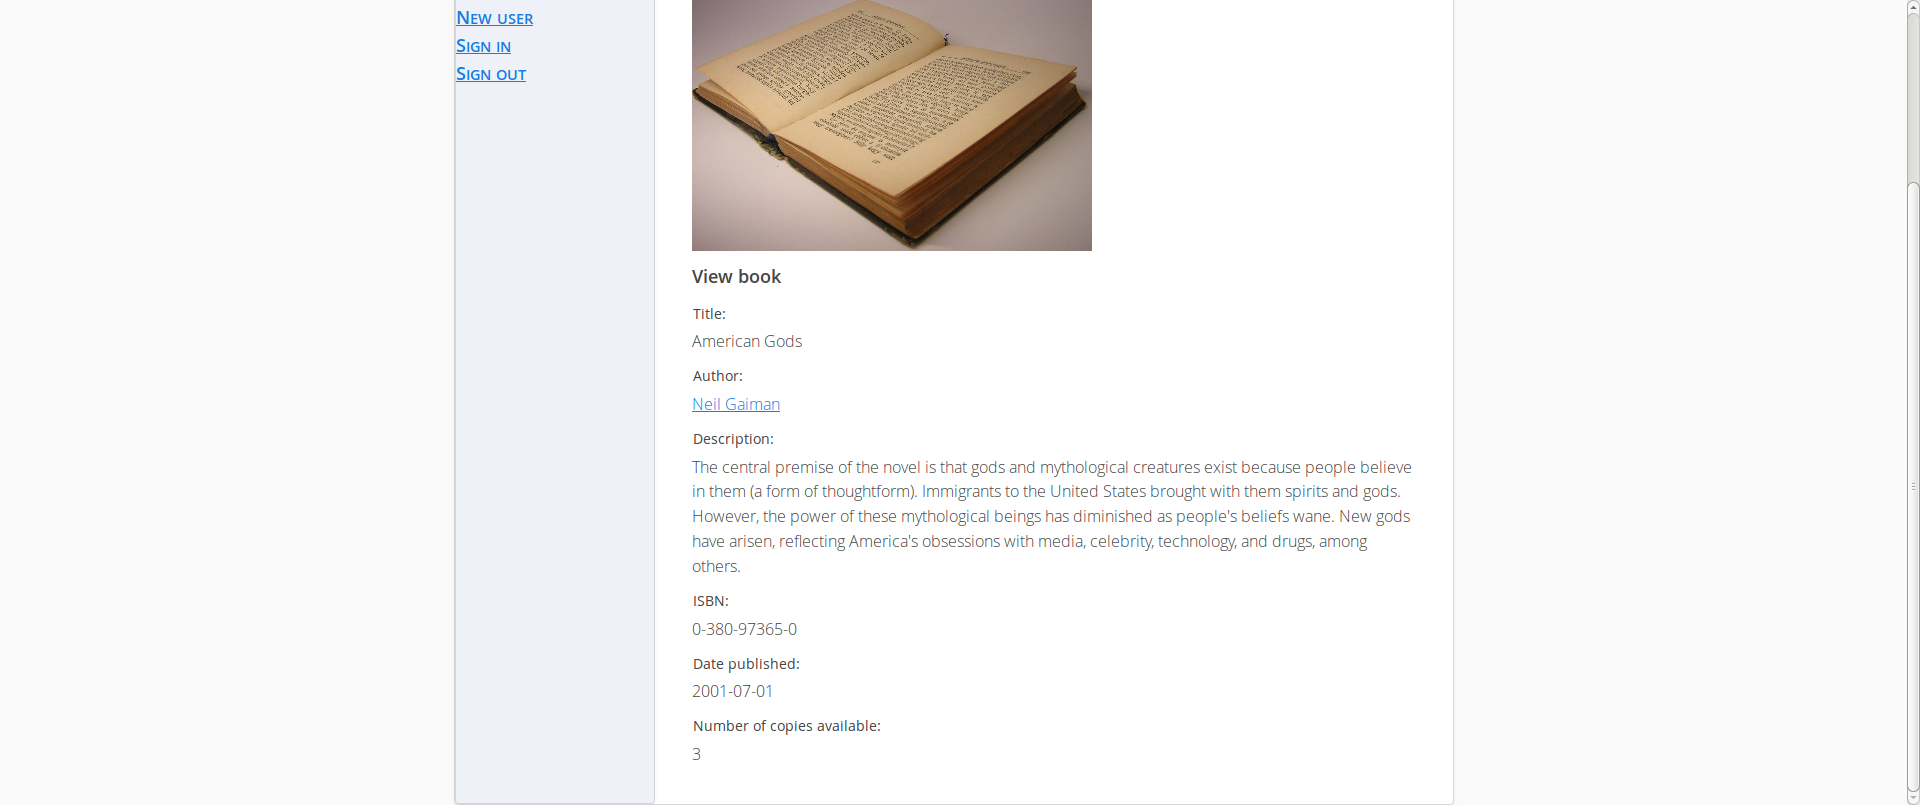 New user
Sign in
Sign out
View book
Title:
American Gods
Author:
Neil Gaiman
Description:
The central premise of the novel is that gods and mythological creatures exist because people believe
in them (a form of thoughtform). Immigrants to the United States brought with them spirits and gods.
However, the power of these mythological beings has diminished as people's beliefs wane. New gods
have arisen, reflecting America's obsessions with media, celebrity, technology, and drugs, among
others.
ISBN:
0-380-97365-0
Date published:
2001-07-01
Number of copies available:
3